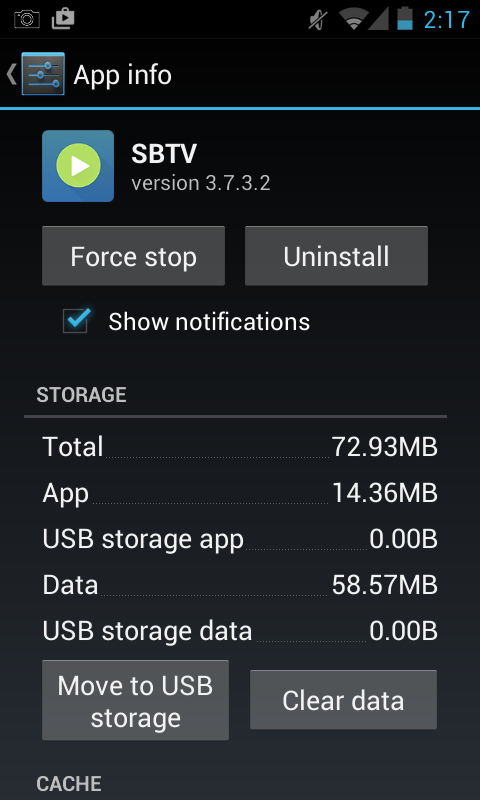 2:17
App info
SBTV
version 3.7.3.2
Force stop
Uninstall
Show notifications
STORAGE
Total 72.93MB
App 14.36MB
USB storage app 0.00B
Data 58.57MB
USB storage data 0.00B
Move to USB
storage
Clear data
CACHE